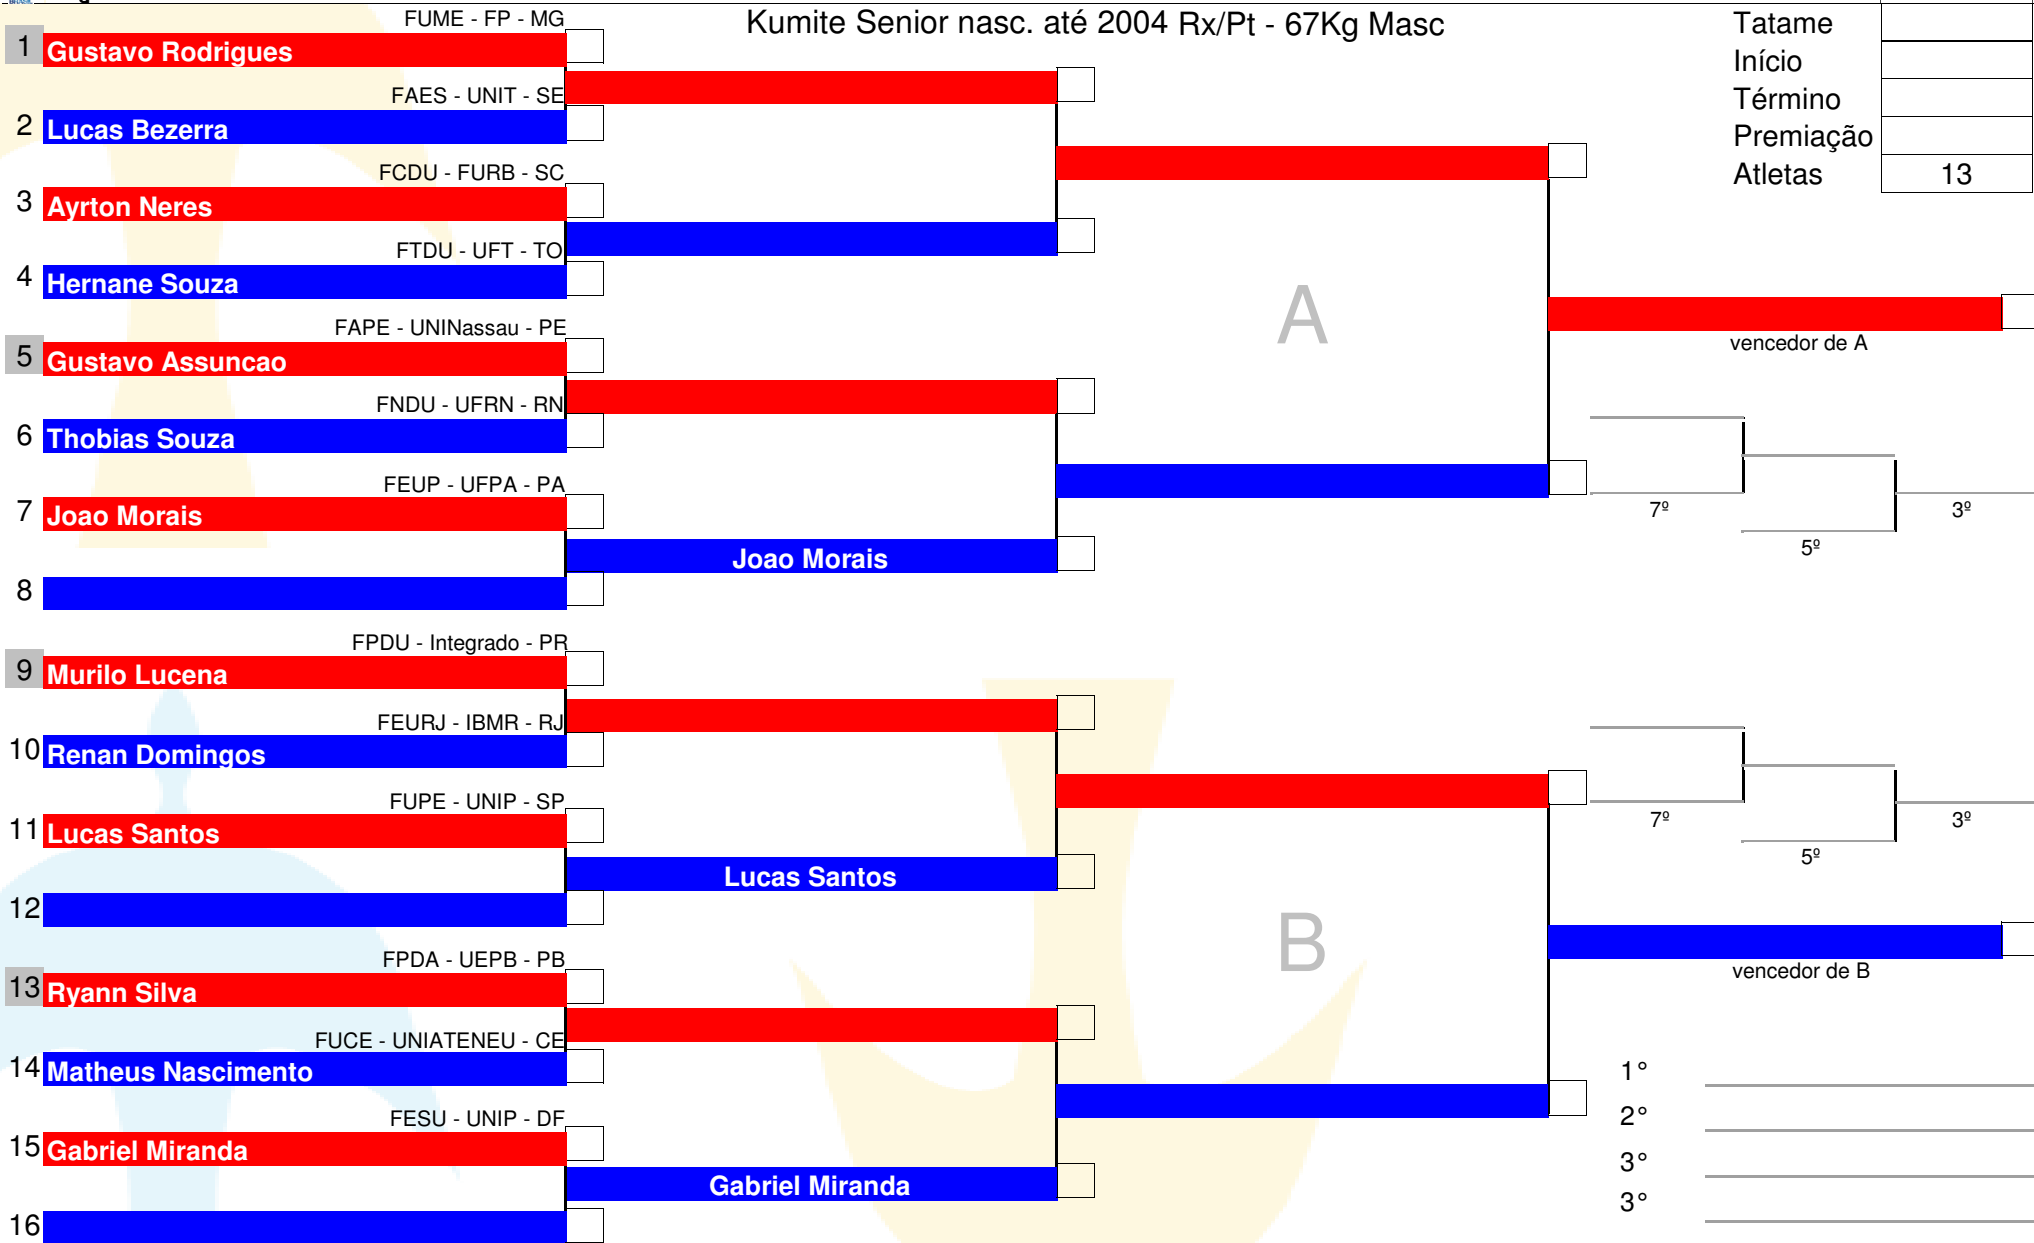 Kumite Senior nasc. até 2004 Rx/Pt - 67Kg Masc
Tatame
Início
Término
Premiação
Atletas 13
FUME - FP - MG
1 Gustavo Rodrigues
FAES - UNIT - SE
2 Lucas Bezerra
FCDU - FURB - SC
3 Ayrton Neres
FTDU - UFT - TO
4 Hernane Souza
FAPE - UNINassau - PE
5 Gustavo Assuncao
FNDU - UFRN - RN
6 Thobias Souza
FEUP - UFPA - PA
7 Joao Morais
Joao Morais
8
A
vencedor de A
7º
5º
3º
FPDU - Integrado - PR
9 Murilo Lucena
FEURJ - IBMR - RJ
10 Renan Domingos
FUPE - UNIP - SP
11 Lucas Santos
Lucas Santos
12
FPDA - UEPB - PB
13 Ryann Silva
FUCE - UNIATENEU - CE
14 Matheus Nascimento
FESU - UNIP - DF
15 Gabriel Miranda
Gabriel Miranda
16
B
7º
5º
3º
vencedor de B
1°
2°
3°
3°